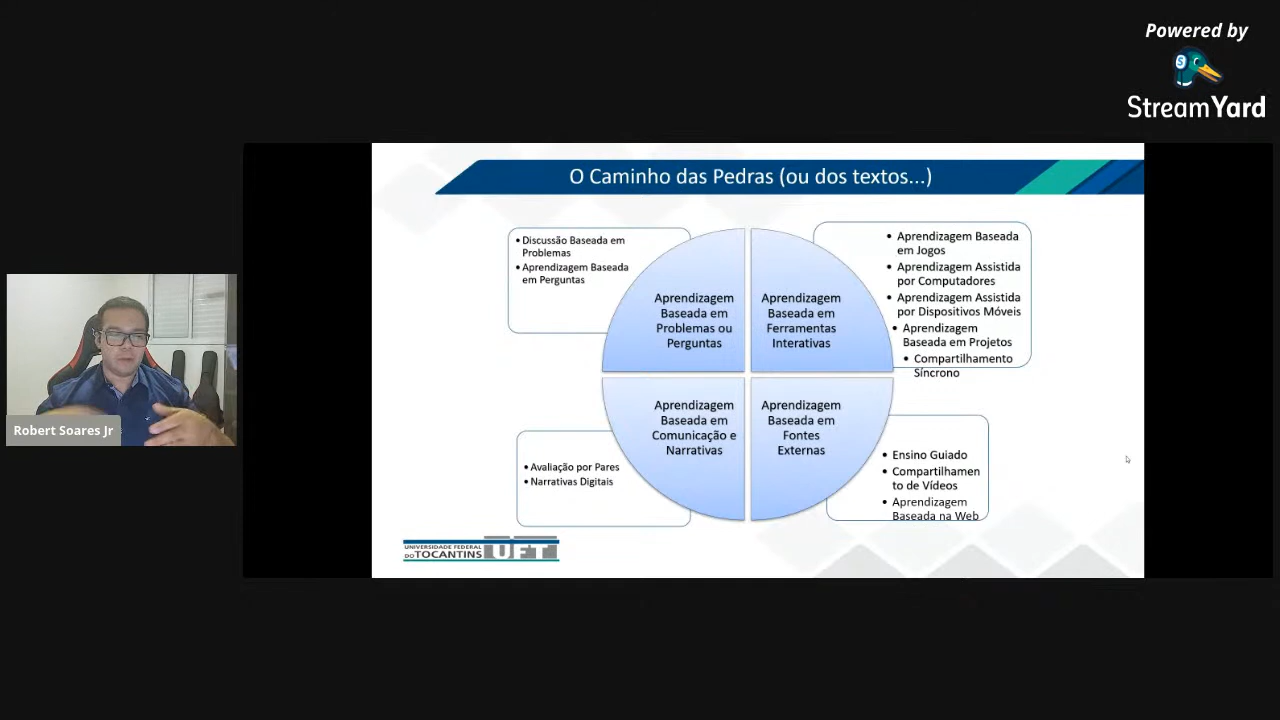 Powered by
StreamYard
O Caminho das Pedras (ou dos textos...)
• Discussão Baseada em
Problemas
• Aprendizagem Baseada
em Perguntas
Aprendizagem
Baseada em
Problemas ou
Perguntas
Aprendizagem
Baseada em
Ferramentas
Interativas
• Aprendizagem Baseada
em Jogos
• Aprendizagem Assistida
por Computadores
• Aprendizagem Assistida
por Dispositivos Móveis
• Aprendizagem
Baseada em Projetos
• Compartilhamento
Síncrono
Robert Soares Jr
• Avaliação por Pares
• Narrativas Digitais
Aprendizagem
Baseada em
Comunicação e
Narrativas
Aprendizagem
Baseada em
Fontes
Externas
• Ensino Guiado
• Compartilhamen
to de Vídeos
• Aprendizagem
Baseada na Web
UNIVERSIDADE FEDERAL
DO TOCANTINS
UFT